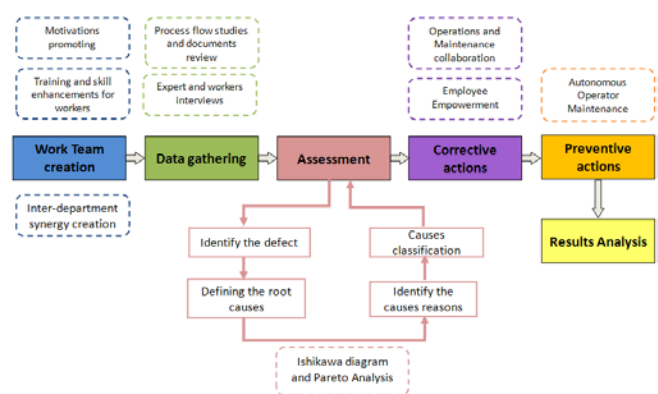 Motivations
promoting
Training and skill
enhancements for
workers
Process flow studies
and documents
review
Expert and workers
interviews
Operations and
Maintenance
collaboration
Employee
Empowerment
Autonomous
Operator
Maintenance
Work Team
creation
Data gathering
Assessment
Corrective
actions
Preventive
actions
Inter-department
synergy creation
Identify the defect
Causes
classification
Results Analysis
Defining the root
causes
Identify the
causes reasons
Ishikawa diagram
and Pareto Analysis